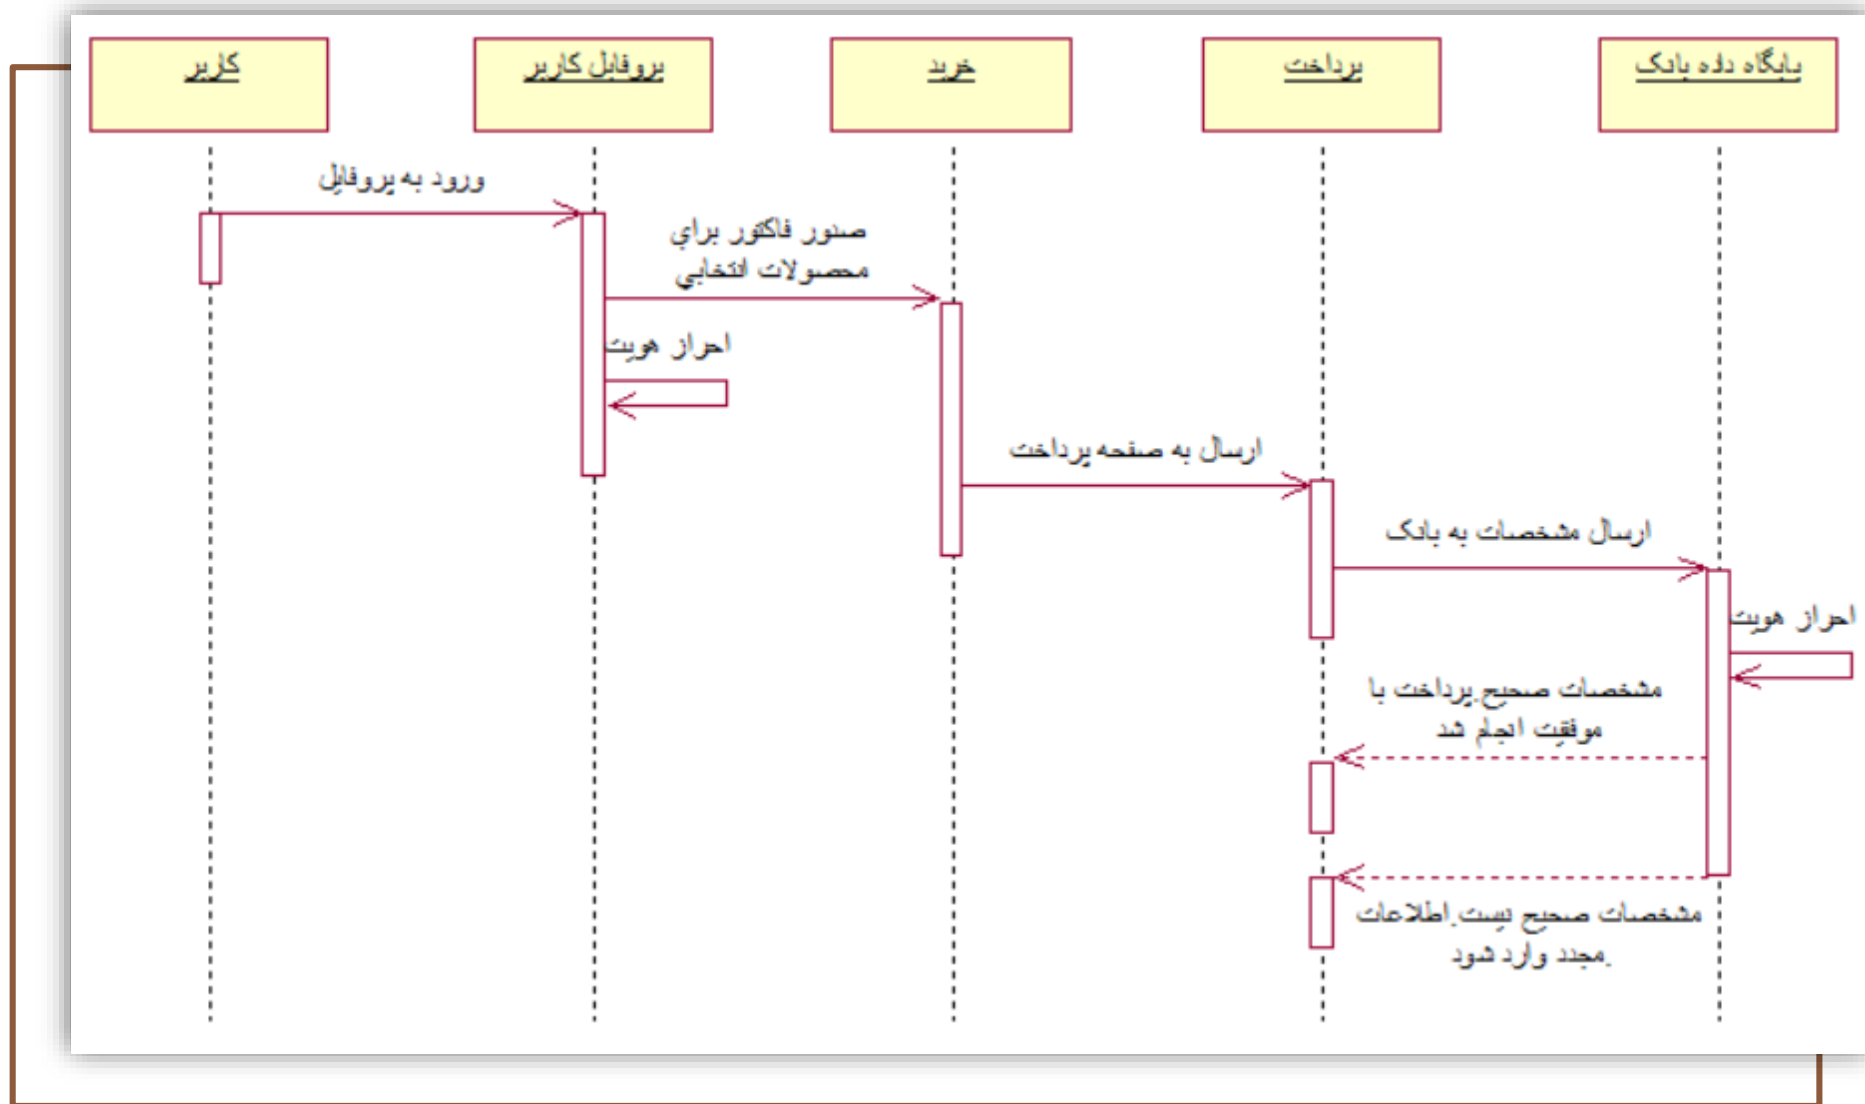 کاربر
پروفایل کاربر
خرید
پرداخت
پایگاه داده بانک
ورود به پروفایل
صدور فاکتور براي
محصولات انتخابي
احراز هویت
ارسال به صفحه پرداخت
ارسال مشخصات به بانک
احراز هویت
مشخصات صحیح.پرداخت با
موفقیت انجام شد
مشخصات صحیح نیست.اطلاعات
مجدد وارد شود.